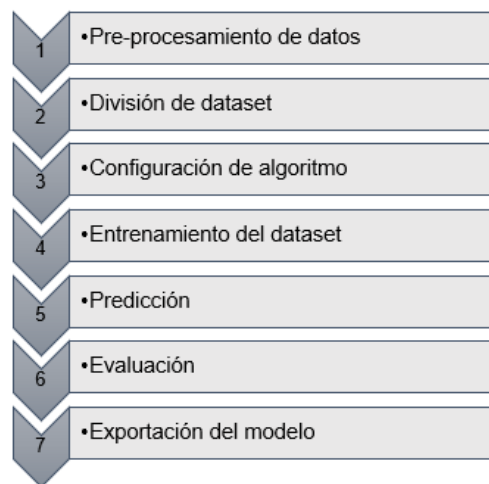 1 •Pre-procesamiento de datos
2 •División de dataset
3 •Configuración de algoritmo
4 •Entrenamiento del dataset
5 •Predicción
6 •Evaluación
7 •Exportación del modelo